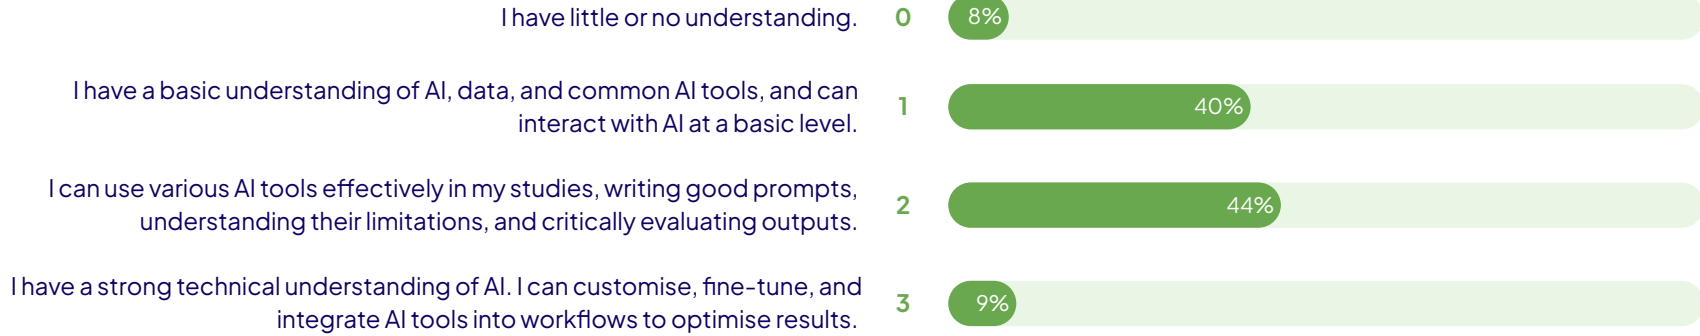 I have little or no understanding. 0 8%
I have a basic understanding of AI, data, and common AI tools, and can
interact with AI at a basic level.
1 40%
I can use various AI tools effectively in my studies, writing good prompts,
understanding their limitations, and critically evaluating outputs.
2 44%
I have a strong technical understanding of AI. I can customise, fine-tune, and
integrate AI tools into workflows to optimise results.
3 9%